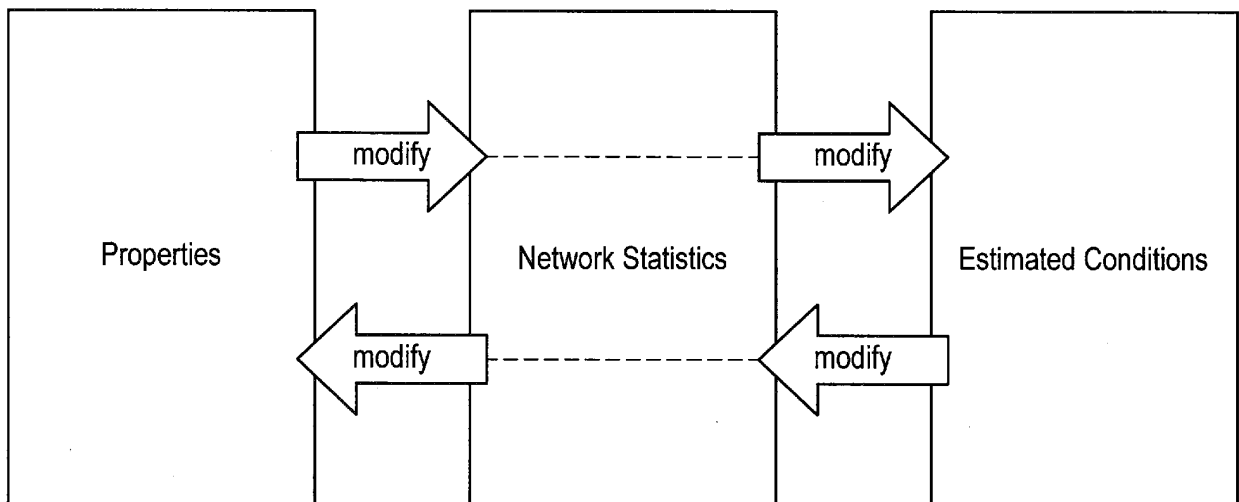 modify
modify
Properties
Network Statistics
Estimated Conditions
modify
modify